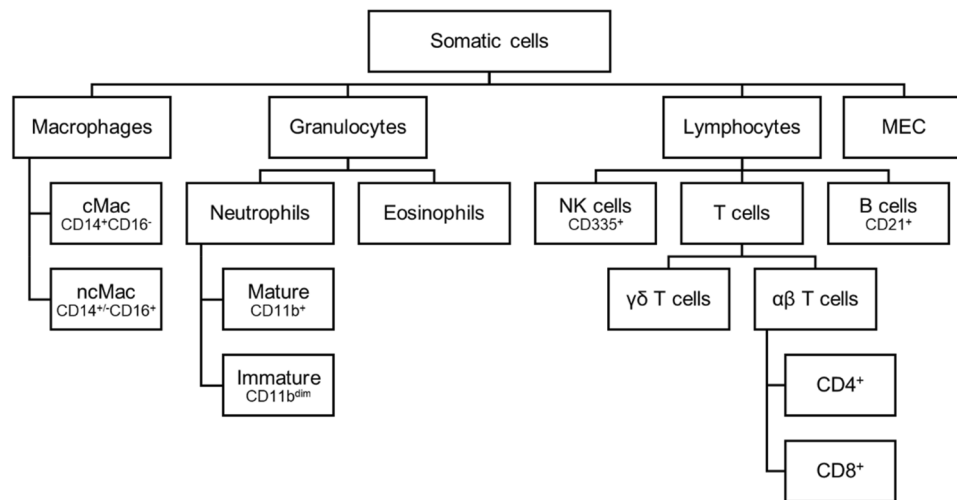 Somatic cells
Macrophages
Granulocytes
Lymphocytes
MEC
cMac
CD14⁺CD16⁻
ncMac
CD14⁺/⁻CD16⁺
Neutrophils
Eosinophils
Mature
CD11b⁺
Immature
CD11bᵈⁱᵐ
NK cells
CD335⁺
T cells
B cells
CD21⁺
γδ T cells
αβ T cells
CD4⁺
CD8⁺